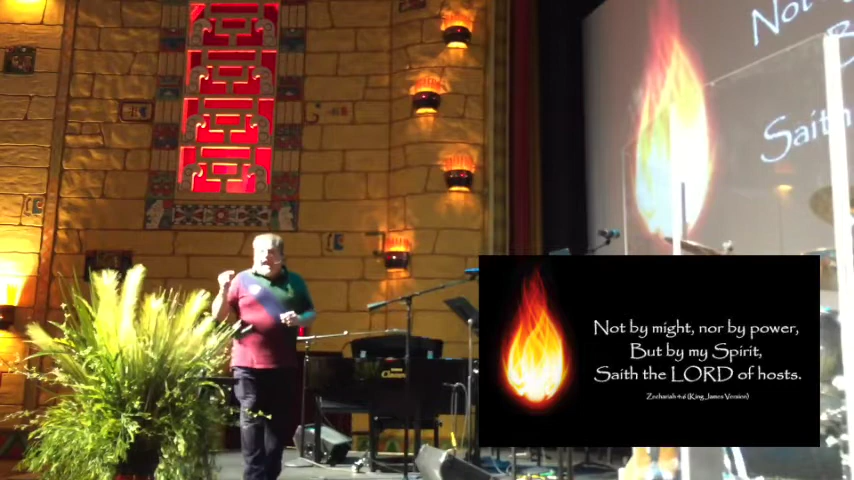 Not
Saith
Not by might, nor by power,
But by my Spirit,
Saith the LORD of hosts.
Zechariah 4:6 (King James Version)